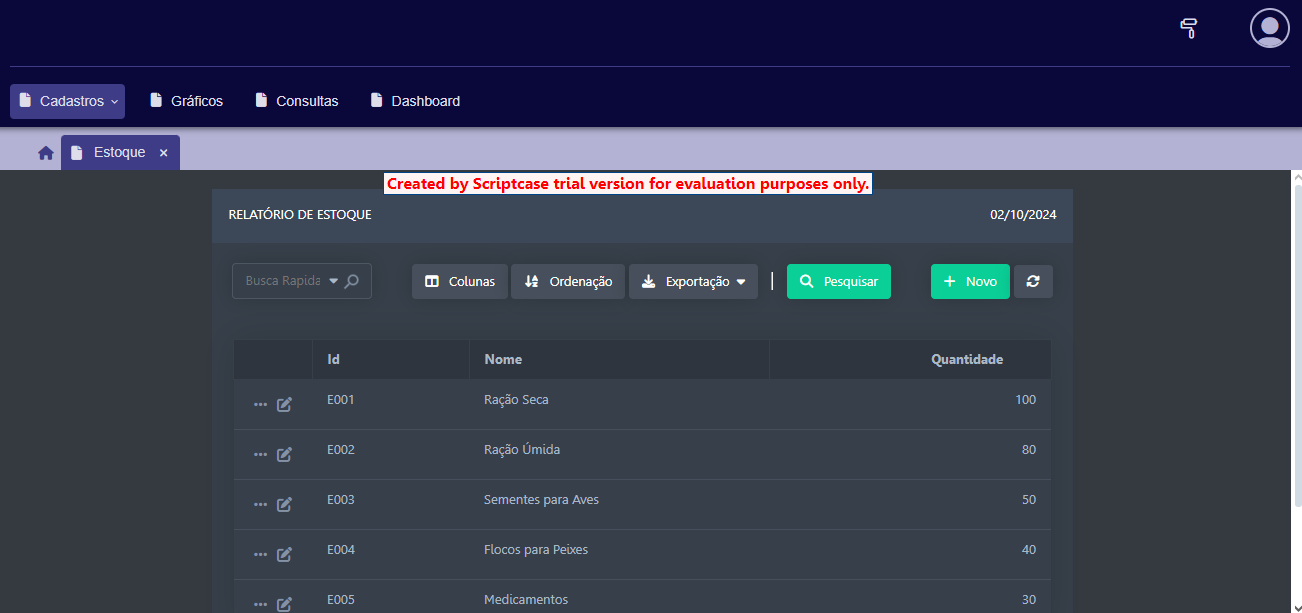 Cadastros Gráficos Consultas Dashboard
Estoque ×
Created by Scriptcase trial version for evaluation purposes only.
RELATÓRIO DE ESTOQUE 02/10/2024
Busca Rapida Colunas Ordenação Exportação | Pesquisar + Novo
Id Nome Quantidade
E001 Ração Seca 100
E002 Ração Úmida 80
E003 Sementes para Aves 50
E004 Flocos para Peixes 40
E005 Medicamentos 30